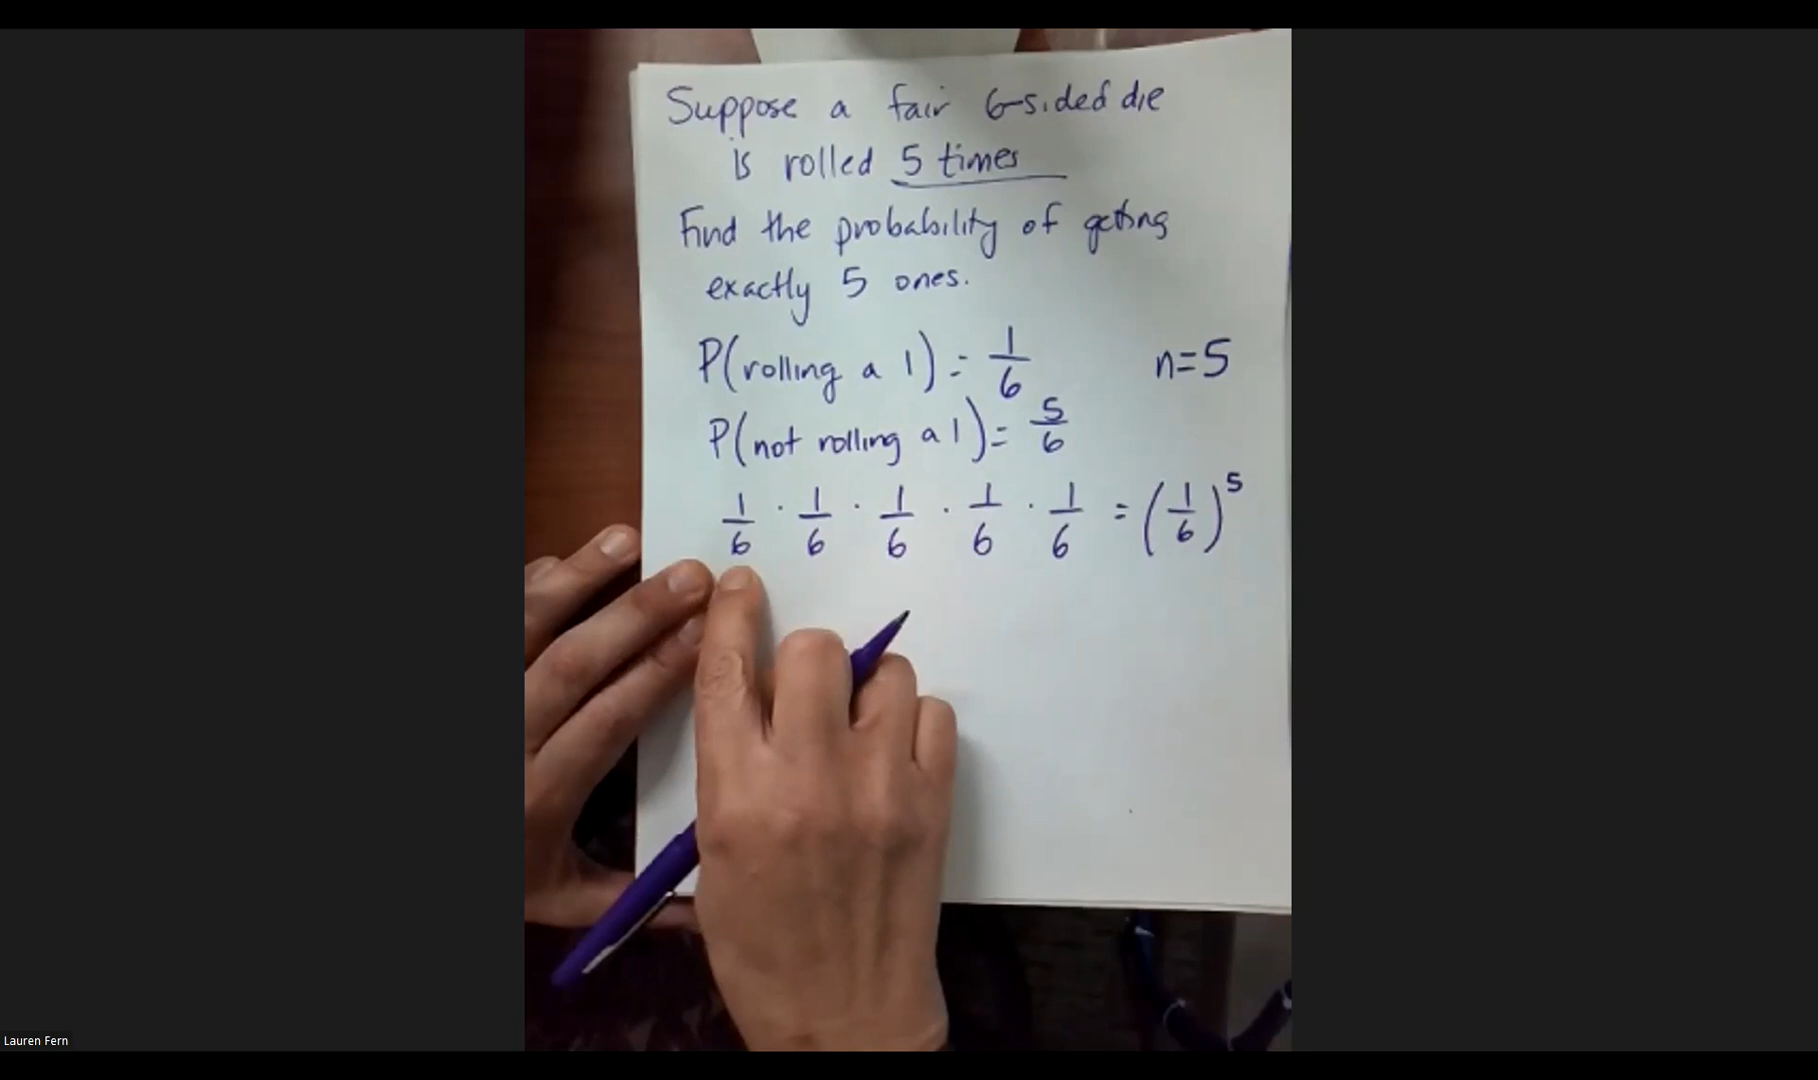 Suppose a fair 6-sided die
is rolled 5 times
Find the probability of getting
exactly 5 ones.
P(rolling a 1) = 1/6 n=5
P(not rolling a 1) = 5/6
1/6 · 1/6 · 1/6 · 1/6 · 1/6 = (1/6)^5
Lauren Fern